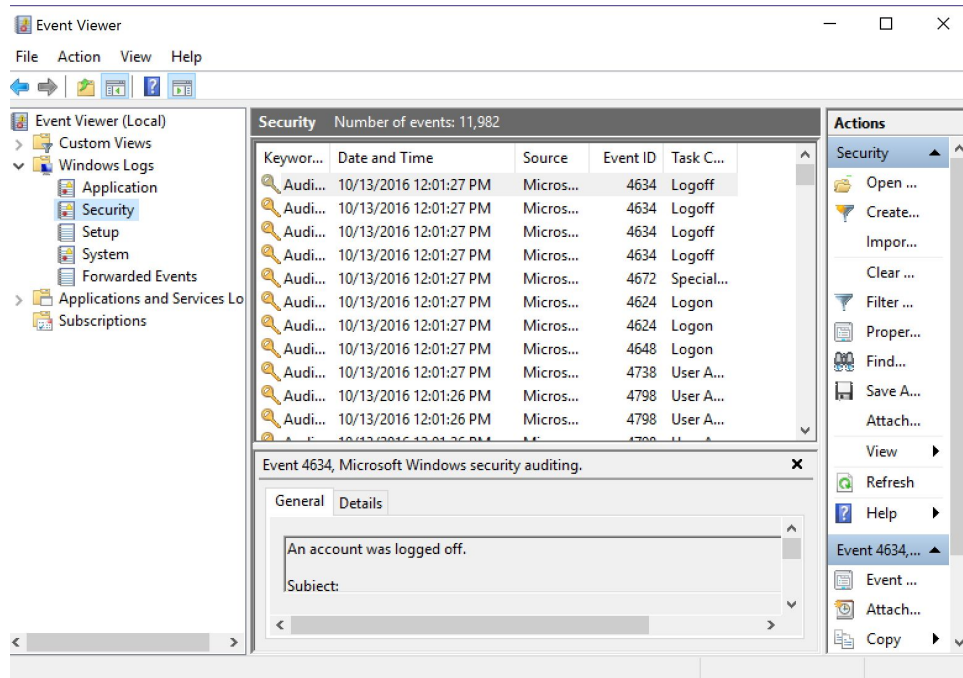 Event Viewer
File Action View Help
Event Viewer (Local)
Custom Views
Windows Logs
Application
Security
Setup
System
Forwarded Events
Applications and Services Lo
Subscriptions
Security Number of events: 11,982
Keywor... Date and Time Source Event ID Task C...
Audi... 10/13/2016 12:01:27 PM Micros... 4634 Logoff
Audi... 10/13/2016 12:01:27 PM Micros... 4634 Logoff
Audi... 10/13/2016 12:01:27 PM Micros... 4634 Logoff
Audi... 10/13/2016 12:01:27 PM Micros... 4634 Logoff
Audi... 10/13/2016 12:01:27 PM Micros... 4672 Special...
Audi... 10/13/2016 12:01:27 PM Micros... 4624 Logon
Audi... 10/13/2016 12:01:27 PM Micros... 4624 Logon
Audi... 10/13/2016 12:01:27 PM Micros... 4648 Logon
Audi... 10/13/2016 12:01:27 PM Micros... 4738 User A...
Audi... 10/13/2016 12:01:26 PM Micros... 4798 User A...
Audi... 10/13/2016 12:01:26 PM Micros... 4798 User A...
Event 4634, Microsoft Windows security auditing.
General Details
An account was logged off.
Subject:
Actions
Security
Open ...
Create...
Impor...
Clear ...
Filter ...
Proper...
Find...
Save A...
Attach...
View
Refresh
Help
Event 4634,...
Event ...
Attach...
Copy